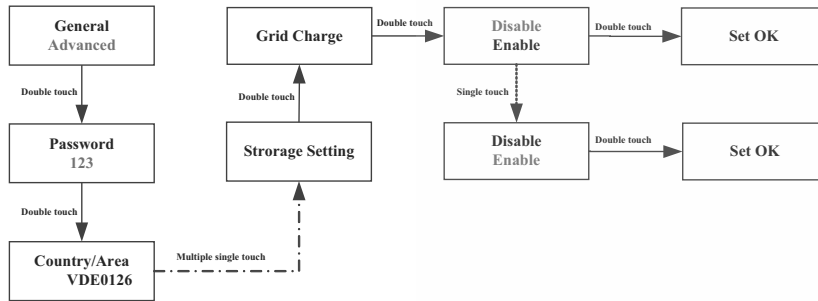 General
Advanced
Double touch
Password
123
Double touch
Country/Area
VDE0126
Multiple single touch
Strorage Setting
Double touch
Grid Charge
Double touch
Disable
Enable
Double touch
Set OK
Single touch
Disable
Enable
Double touch
Set OK